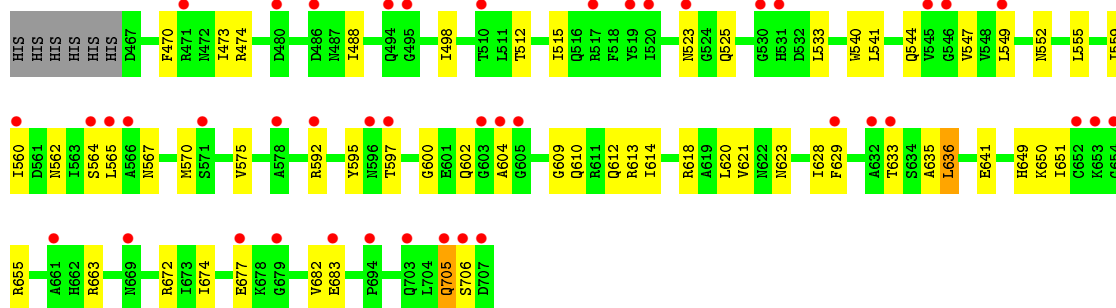 HIS HIS HIS HIS HIS HIS D467 F470 R471 N472 I473 R474 D480 D486 N487 I488 Q494 G495 I498 T510 L511 T512 I515 Q516 R517 F518 Y519 I520 N523 G524 Q525 G530 H531 D532 L533 W540 L541 Q544 V545 G546 V547 V548 L549 N552 L555 I559
I560 D561 N562 I563 S564 L565 A566 N567 M570 S571 V575 A578 R592 Y595 N596 T597 G600 E601 Q602 G603 A604 G605 G609 Q610 R611 Q612 R613 I614 R618 A619 L620 V621 N622 N623 I628 F629 A632 T633 S634 A635 L636 E641 H649 K650 I651 C652 K653 G654
R655 A661 H662 R663 N669 R672 I673 I674 E677 K678 G679 V682 E683 P694 Q703 L704 Q705 S706 D707